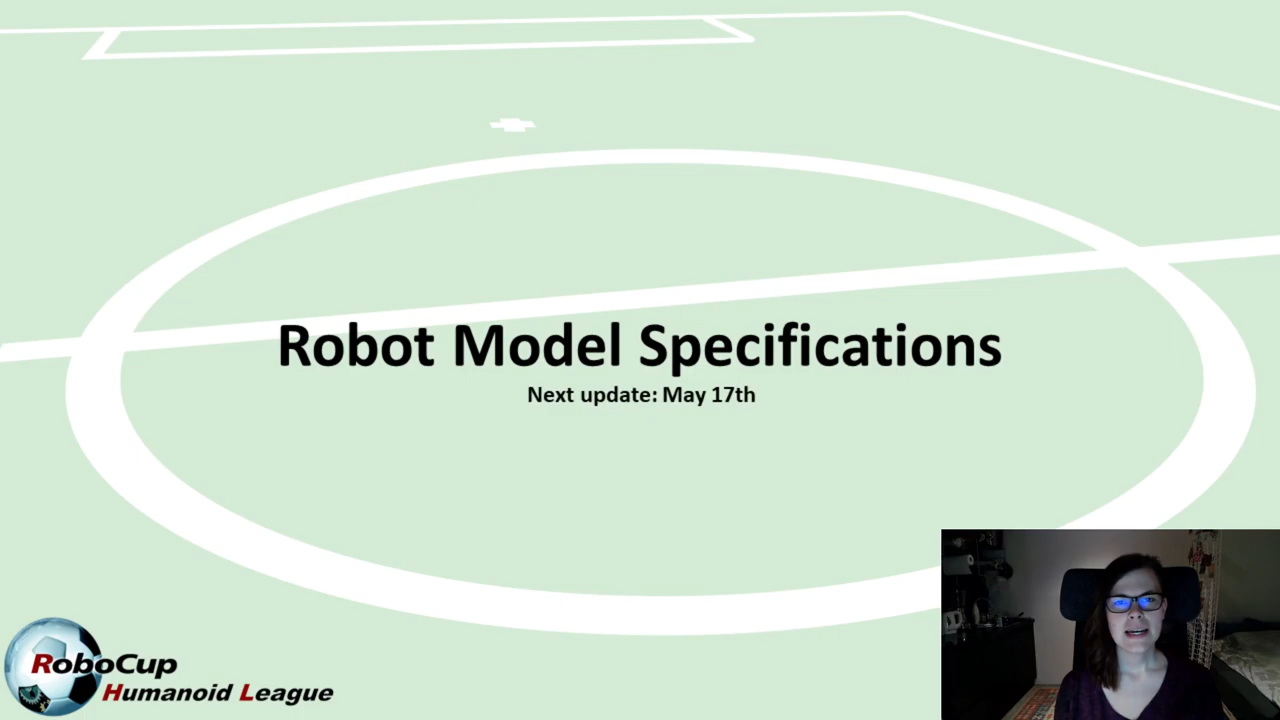 Robot Model Specifications
Next update: May 17th
RoboCup
Humanoid League